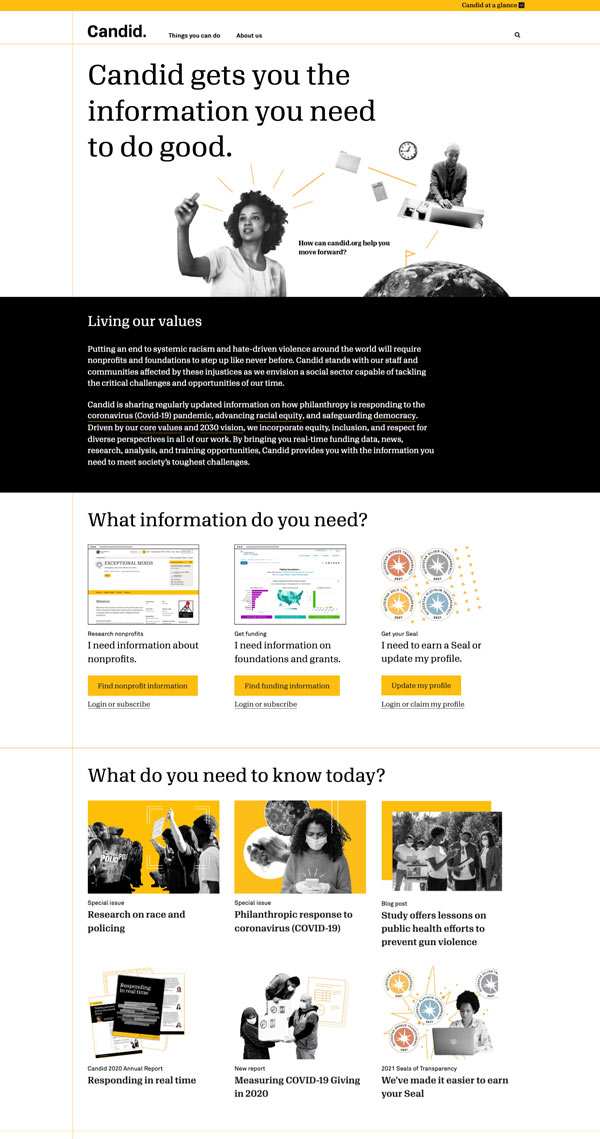 Candid at a glance
Candid.
Things you can do
About us
Candid gets you the
information you need
to do good.
How can candid.org help you
move forward?
Living our values
Putting an end to systemic racism and hate-driven violence around the world will require
nonprofits and foundations to step up like never before. Candid stands with our staff and
communities affected by these injustices as we envision a social sector capable of tackling
the critical challenges and opportunities of our time.
Candid is sharing regularly updated information on how philanthropy is responding to the
coronavirus (Covid-19) pandemic, advancing racial equity, and safeguarding democracy.
Driven by our core values and 2030 vision, we incorporate equity, inclusion, and respect for
diverse perspectives in all of our work. By bringing you real-time funding data, news,
research, analysis, and training opportunities, Candid provides you with the information you
need to meet society's toughest challenges.
What information do you need?
EXCEPTIONAL MINDS
Mission
2021
2021
2021
2021
Research nonprofits
I need information about
nonprofits.
Find nonprofit information
Login or subscribe
Get funding
I need information on
foundations and grants.
Find funding information
Login or subscribe
Get your Seal
I need to earn a Seal or
update my profile.
Update my profile
Login or claim my profile
What do you need to know today?
POLICE
Special issue
Research on race and
policing
Special issue
Philanthropic response to
coronavirus (COVID-19)
Blog post
Study offers lessons on
public health efforts to
prevent gun violence
Responding
in real time
Candid 2020 Annual Report
Responding in real time
New report
Measuring COVID-19 Giving
in 2020
2021
2021
2021
2021 Seals of Transparency
We've made it easier to earn
your Seal